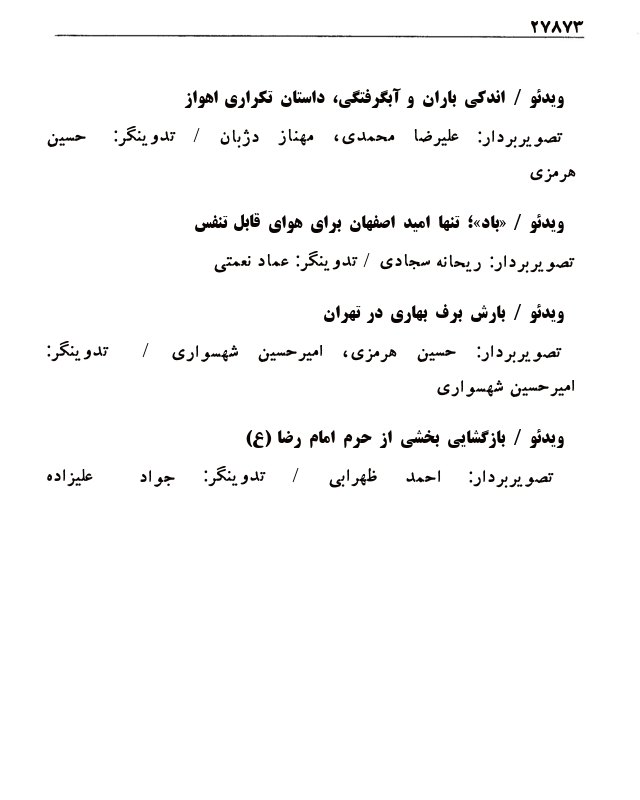 ۲۷۸۷۳
ویدئو / اندکی باران و آبگرفتگی، داستان تکراری اهواز
تصویربردار: علیرضا محمدی، مهناز دژبان / تدوینگر: حسین
هرمزی
ویدئو / «باد»؛ تنها امید اصفهان برای هوای قابل تنفس
تصویربردار: ریحانه سجادی / تدوینگر: عماد نعمتی
ویدئو / بارش برف بهاری در تهران
تصویربردار: حسین هرمزی، امیرحسین شهسواری / تدوینگر:
امیرحسین شهسواری
ویدئو / بازگشایی بخشی از حرم امام رضا (ع)
تصویربردار: احمد ظهرابی / تدوینگر: جواد علیزاده